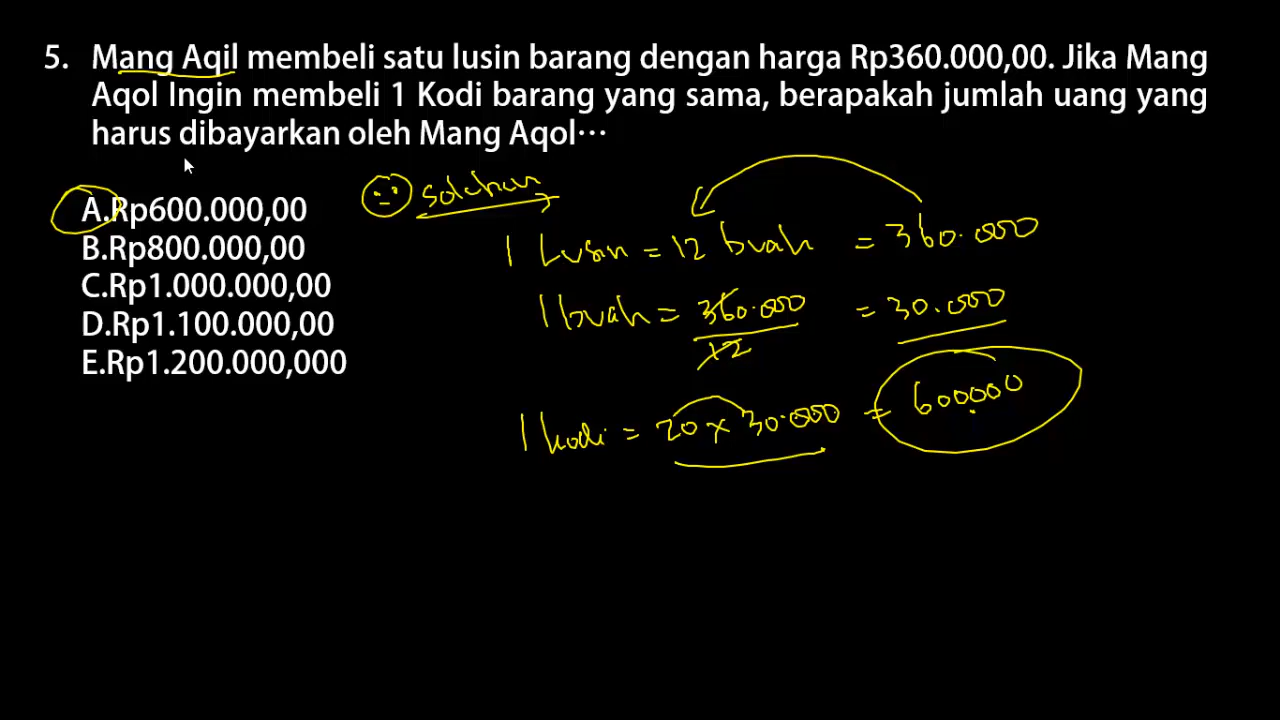 5. Mang Aqil membeli satu lusin barang dengan harga Rp360.000,00. Jika Mang
Aqol Ingin membeli 1 Kodi barang yang sama, berapakah jumlah uang yang
harus dibayarkan oleh Mang Aqol⋯
A.Rp600.000,00
B.Rp800.000,00
C.Rp1.000.000,00
D.Rp1.100.000,00
E.Rp1.200.000,000
1 Lusin = 12 buah = 360.000
1 buah = 360.000 = 30.000
12
1 kodi = 20 x 30.000 = 600.000